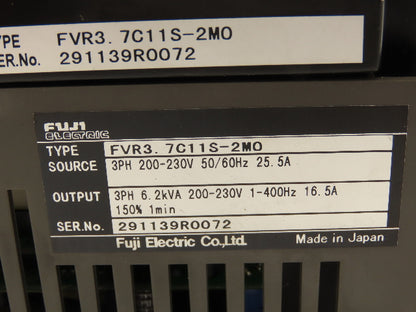 TYPE FVR3.7C11S-2MO
SER.No. 291139R0072
FUJI
ELECTRIC
TYPE FVR3.7C11S-2MO
SOURCE 3PH 200-230V 50/60Hz 25.5A
OUTPUT 3PH 6.2kVA 200-230V 1-400Hz 16.5A
150% 1min
SER.No. 291139R0072
Fuji Electric Co.,Ltd. Made in Japan